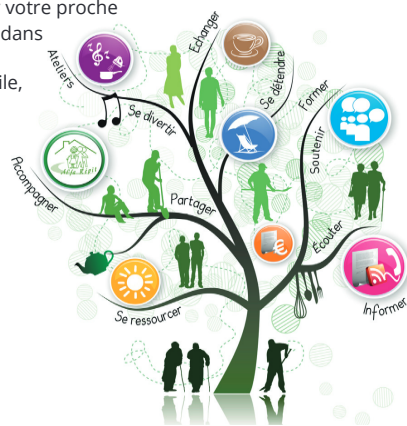 r votre proche
dans
ile,
Ateliers
Echanger
Se détendre
Se divertir
Former
Soutenir
Accompagner
Partager
Écouter
Informer
Se ressourcer